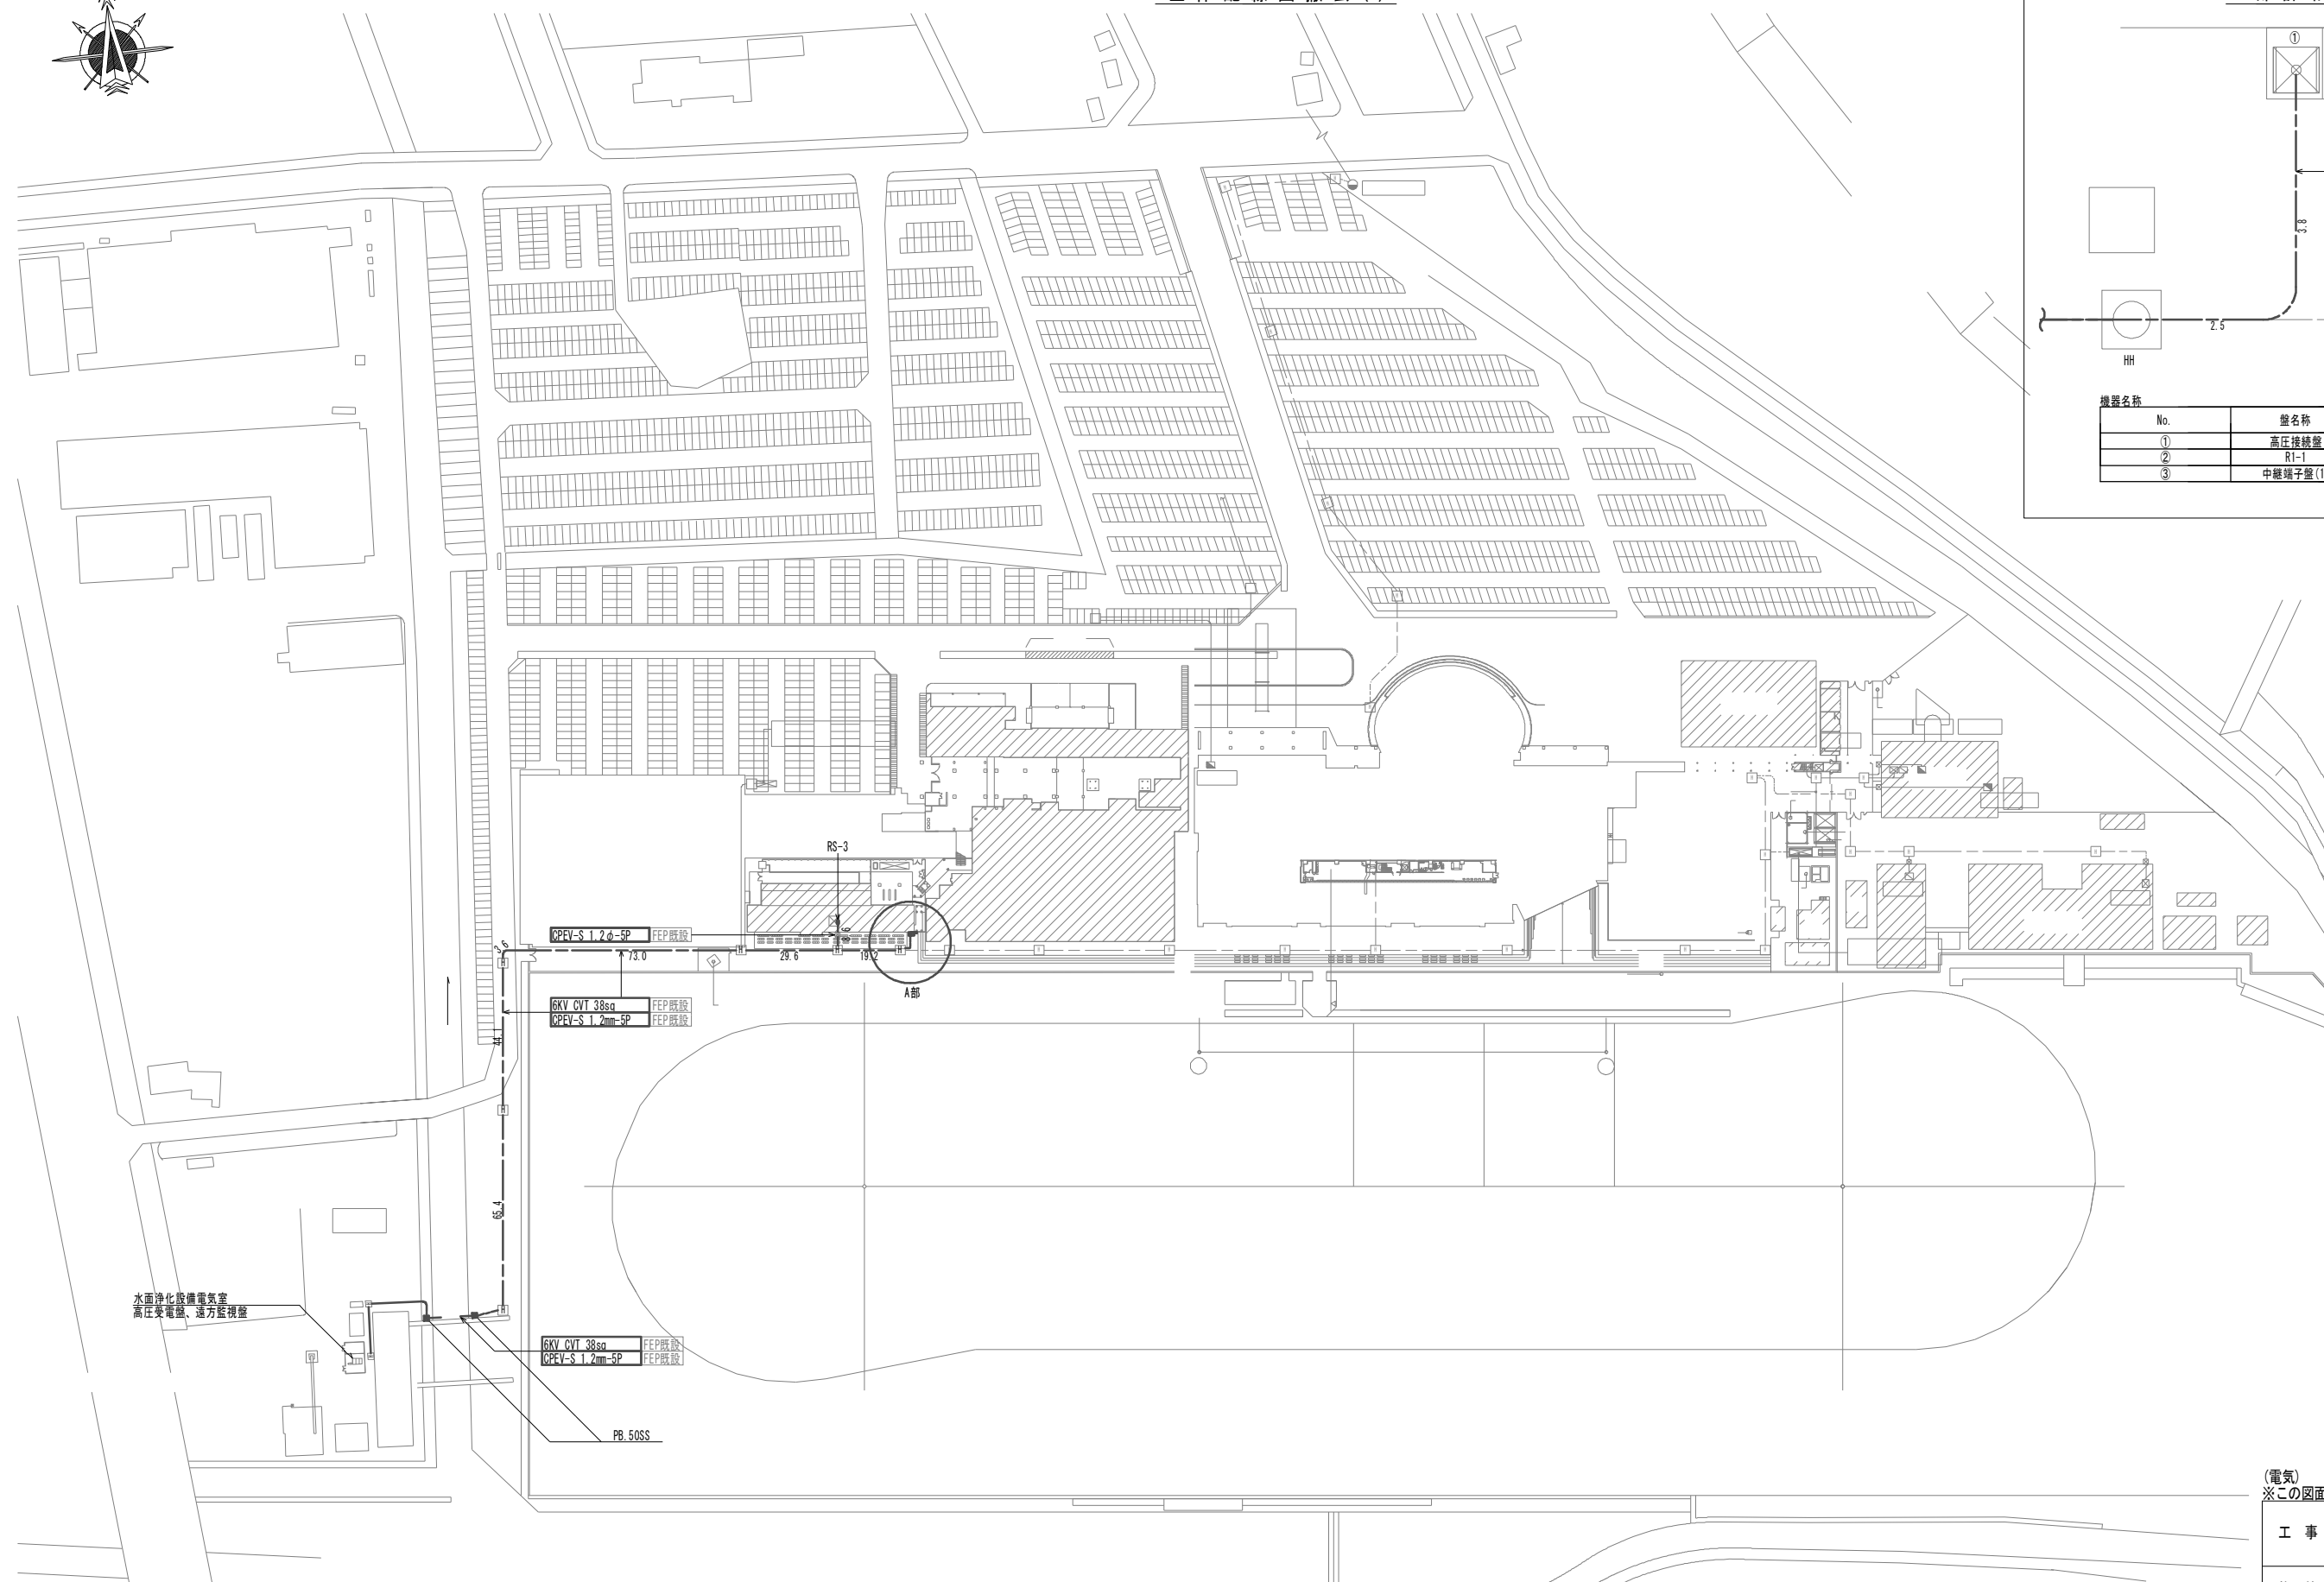 ①
3.8
2.5
HH
機器名称
No.
盤名称
①
高圧接続盤
②
R1-1
③
中継端子盤(1
RS-3
CPEV-S 1.2φ-5P FEP既設
8.6
3.6
73.0
29.6
19.2
A部
6KV CVT 38sq FEP既設
CPEV-S 1.2mm-5P FEP既設
65.4
水面浄化設備電気室
高圧受電盤、遠方監視盤
6KV CVT 38sq FEP既設
CPEV-S 1.2mm-5P FEP既設
PB.50SS
(電気)
※この図面
工 事